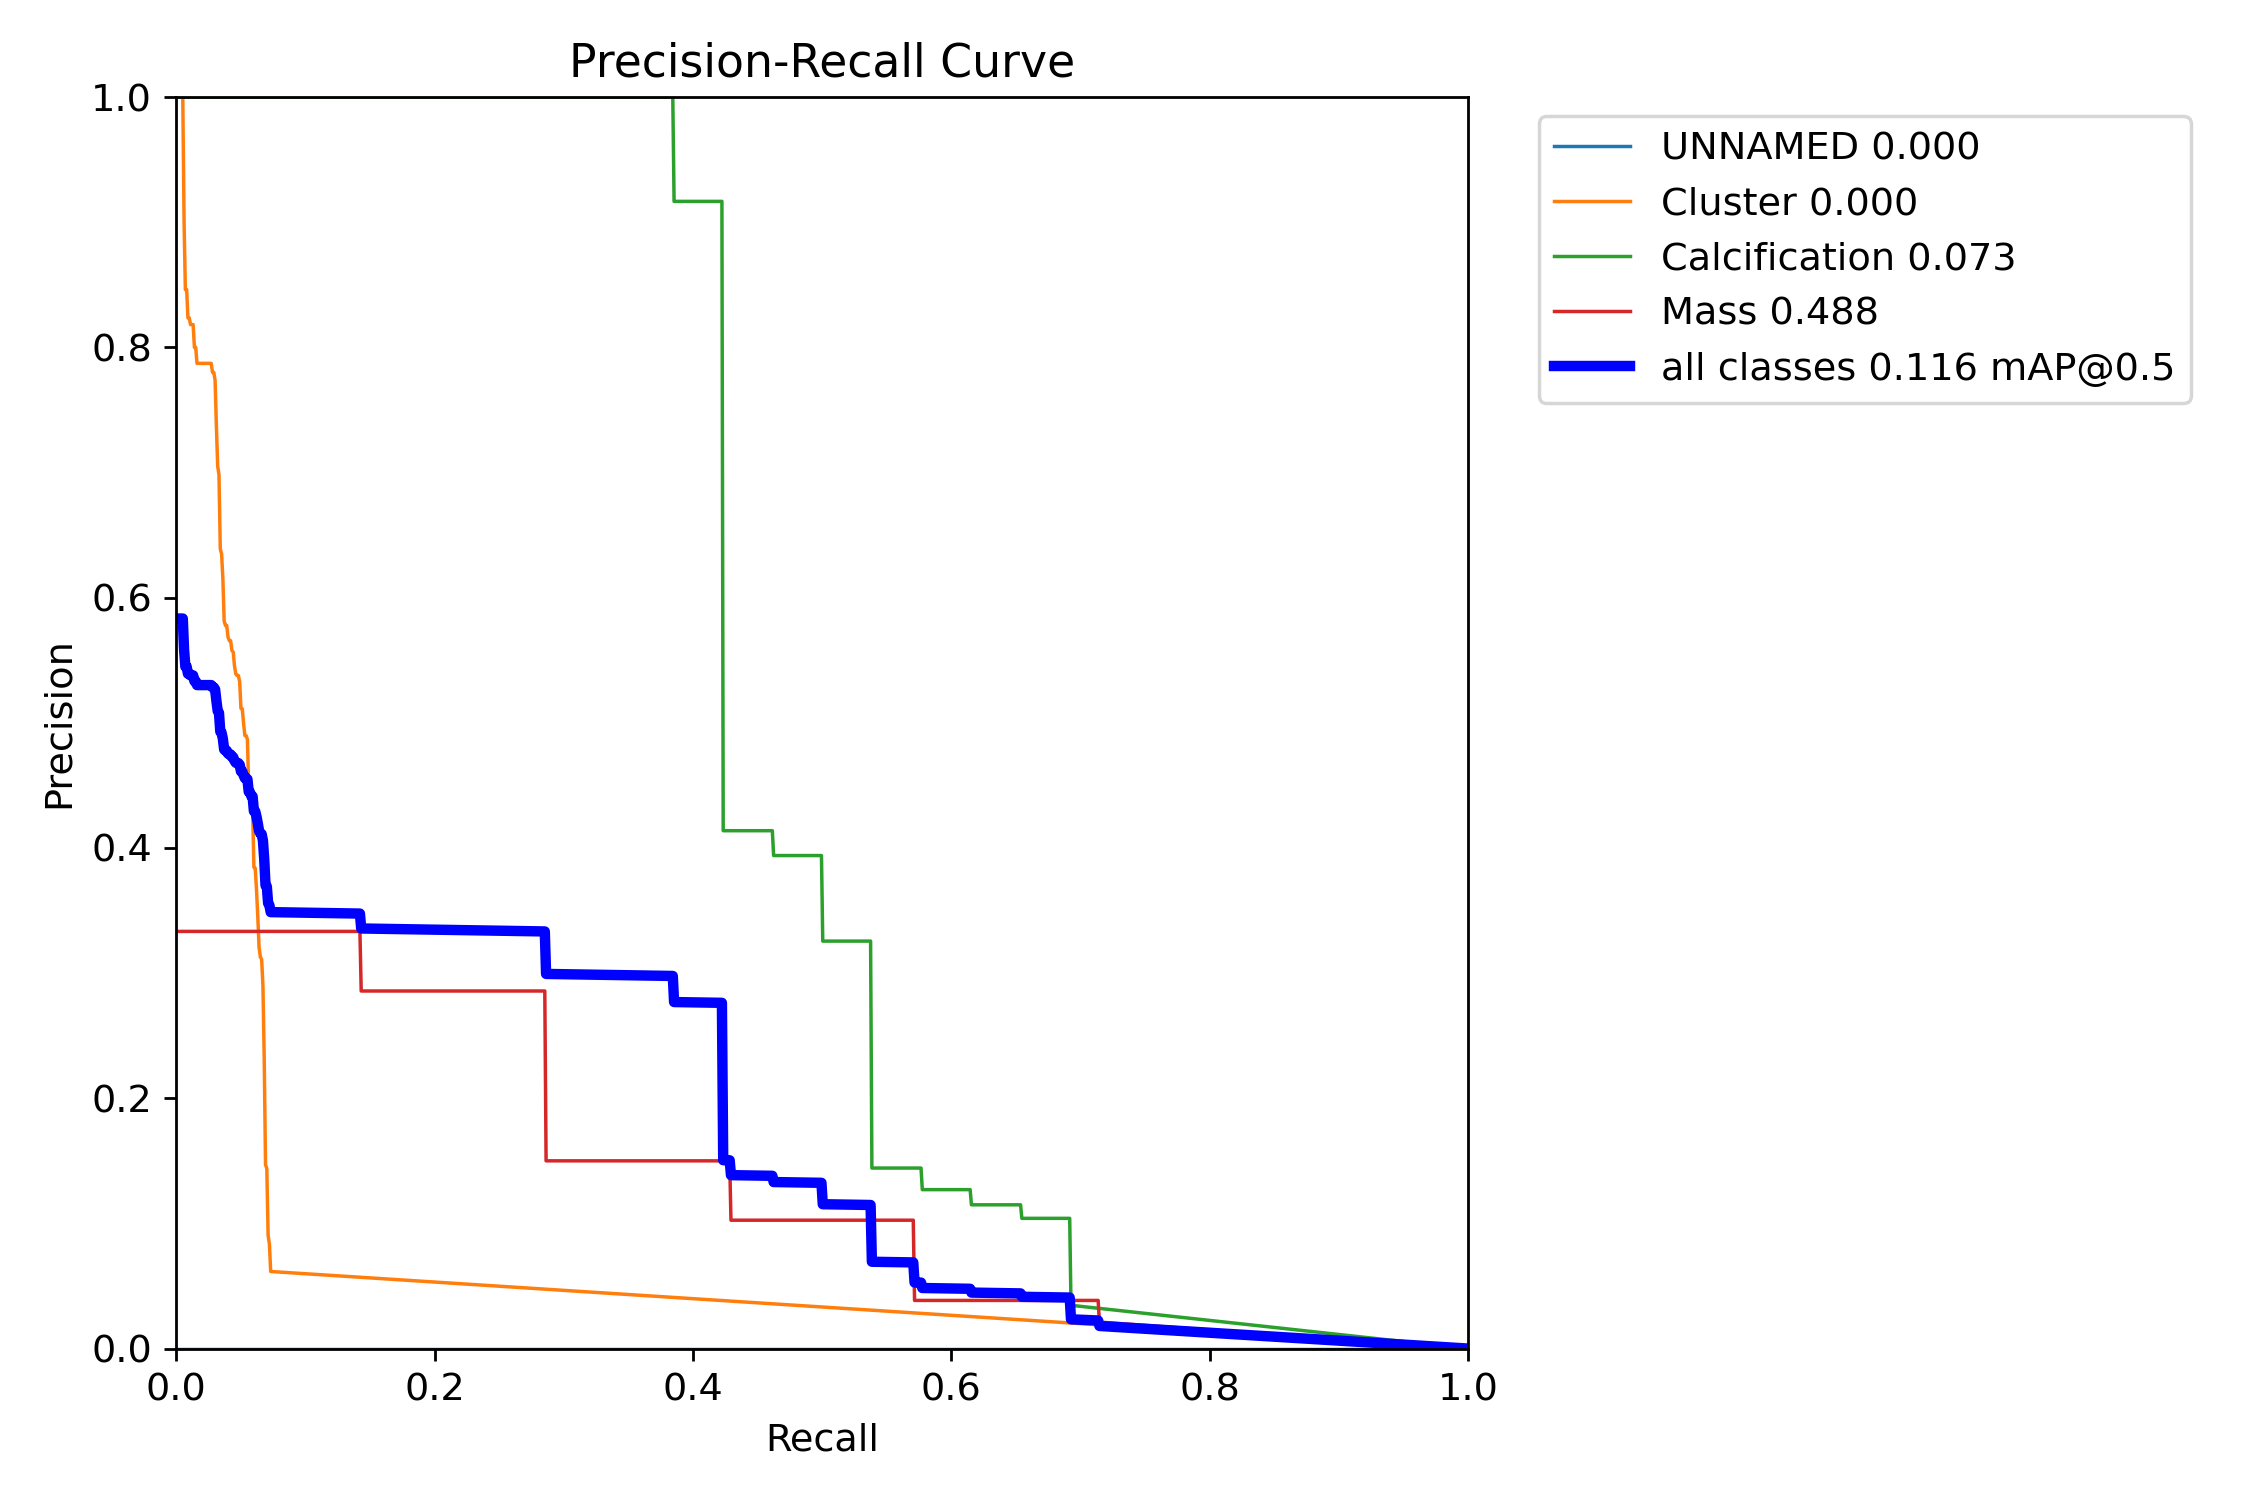 Precision-Recall Curve
1.0
0.8
0.6
0.4
0.2
0.0
Precision
0.0 0.2 0.4 0.6 0.8 1.0
Recall
UNNAMED 0.000
Cluster 0.000
Calcification 0.073
Mass 0.488
all classes 0.116 mAP@0.5